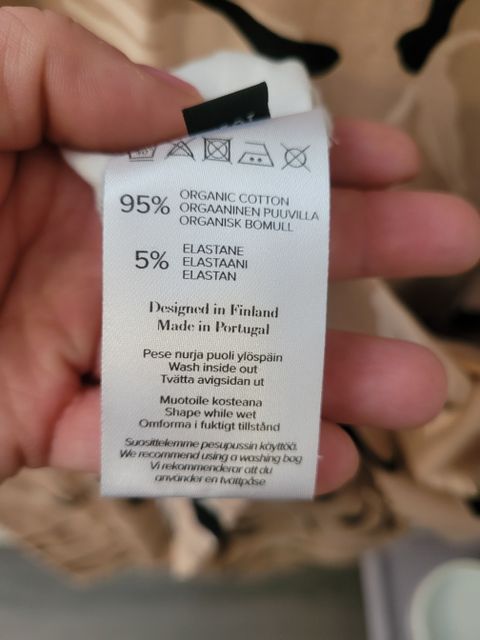 95% ORGANIC COTTON
ORGAANINEN PUUVILLA
ORGANISK BOMULL
5% ELASTANE
ELASTAANI
ELASTAN
Designed in Finland
Made in Portugal
Pese nurja puoli ylöspäin
Wash inside out
Tvätta avigsidan ut
Muotoile kosteana
Shape while wet
Omforma i fuktigt tillstånd
Suosittelemme pesupussin käyttöä.
We recommend using a washing bag
Vi rekommenderar att du
använder en tvättpåse